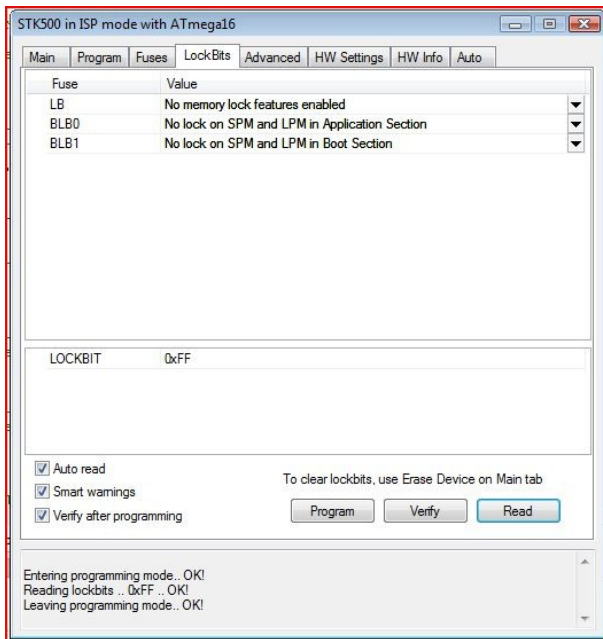 STK500 in ISP mode with ATmega16
Main Program Fuses LockBits Advanced HW Settings HW Info Auto
Fuse Value
LB No memory lock features enabled
BLB0 No lock on SPM and LPM in Application Section
BLB1 No lock on SPM and LPM in Boot Section
LOCKBIT 0xFF
Auto read
To clear lockbits, use Erase Device on Main tab
Smart warnings
Verify after programming
Program Verify Read
Entering programming mode.. OK!
Reading lockbits .. 0xFF .. OK!
Leaving programming mode.. OK!